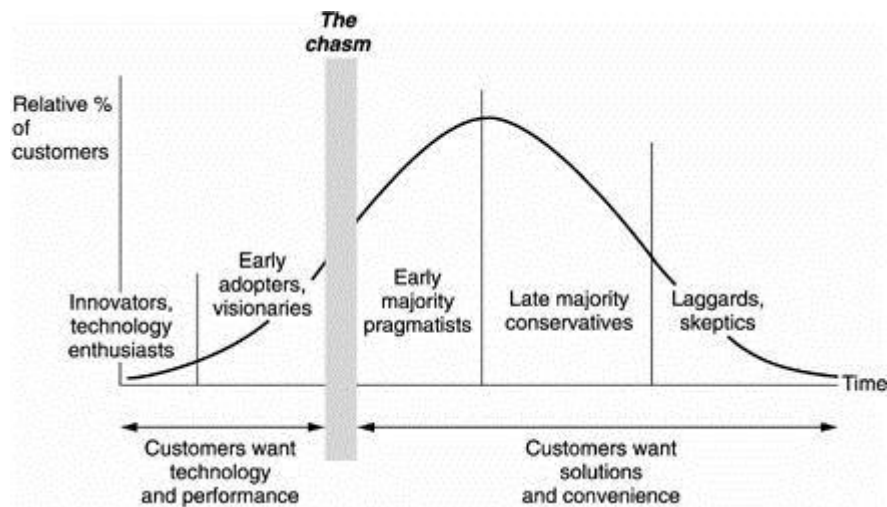 The
chasm
Relative %
of
customers
Innovators,
technology
enthusiasts
Early
adopters,
visionaries
Early
majority
pragmatists
Late majority
conservatives
Laggards,
skeptics
Time
Customers want
technology
and performance
Customers want
solutions
and convenience